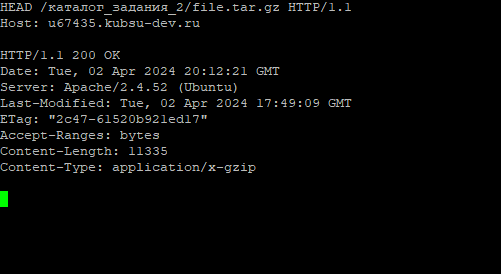 HEAD /каталог_задания_2/file.tar.gz HTTP/1.1
Host: u67435.kubsu-dev.ru
HTTP/1.1 200 OK
Date: Tue, 02 Apr 2024 20:12:21 GMT
Server: Apache/2.4.52 (Ubuntu)
Last-Modified: Tue, 02 Apr 2024 17:49:09 GMT
ETag: "2c47-61520b921ed17"
Accept-Ranges: bytes
Content-Length: 11335
Content-Type: application/x-gzip